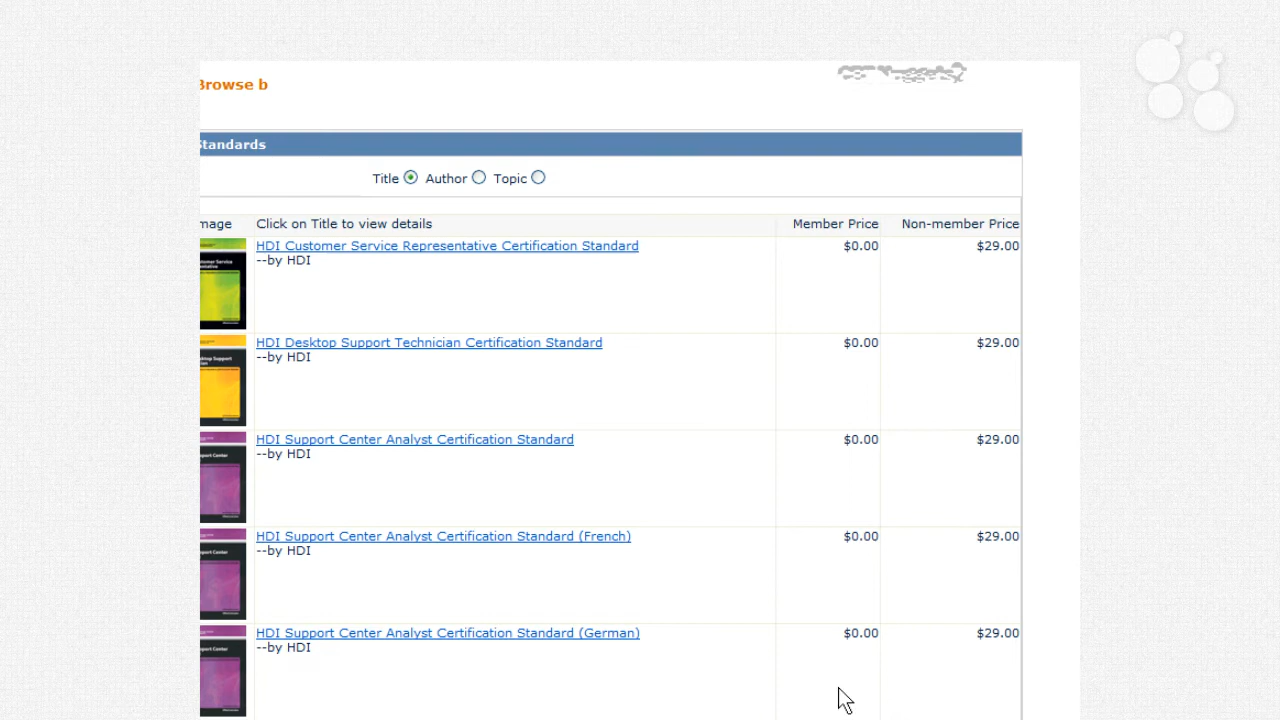 Browse b
Standards
Title Author Topic
mage Click on Title to view details Member Price Non-member Price
HDI Customer Service Representative Certification Standard $0.00 $29.00
--by HDI
HDI Desktop Support Technician Certification Standard $0.00 $29.00
--by HDI
HDI Support Center Analyst Certification Standard $0.00 $29.00
--by HDI
HDI Support Center Analyst Certification Standard (French) $0.00 $29.00
--by HDI
HDI Support Center Analyst Certification Standard (German) $0.00 $29.00
--by HDI